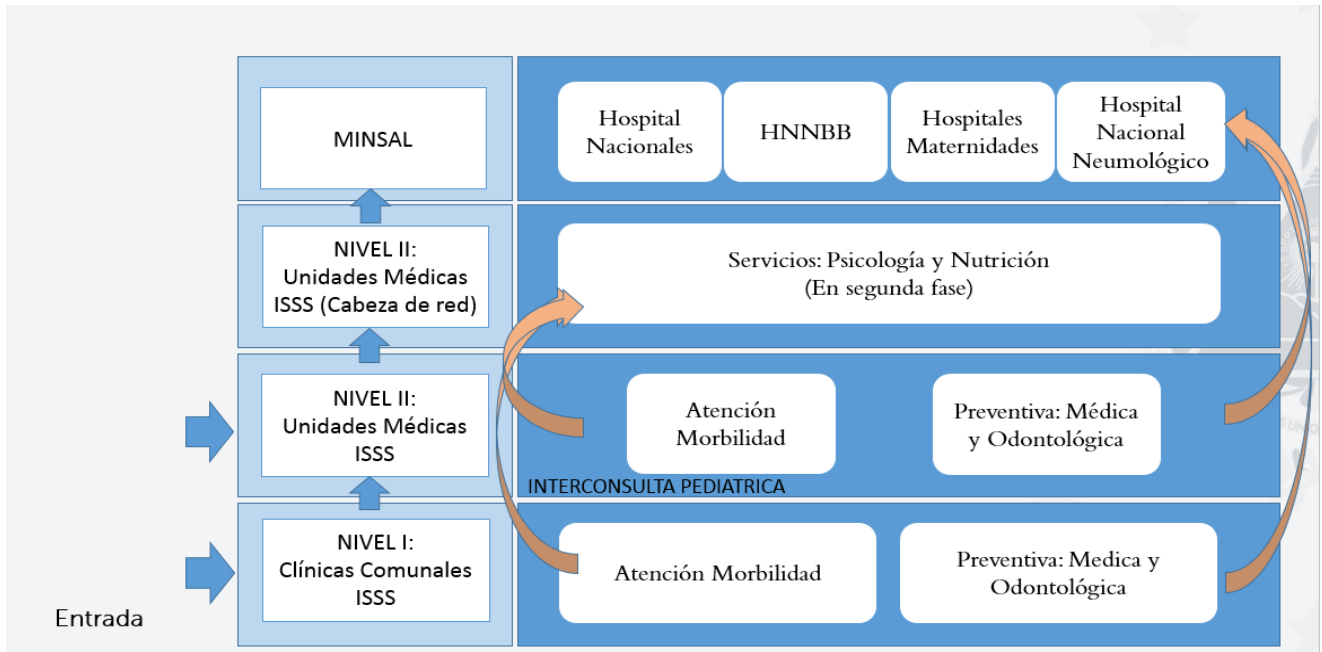 MINSAL
Hospital
Nacionales
HNNBB
Hospitales
Maternidades
Hospital
Nacional
Neumológico
NIVEL II:
Unidades Médicas
ISSS (Cabeza de red)
Servicios: Psicología y Nutrición
(En segunda fase)
NIVEL II:
Unidades Médicas
ISSS
Atención
Morbilidad
Preventiva: Médica
y Odontológica
INTERCONSULTA PEDIATRICA
NIVEL I:
Clínicas Comunales
ISSS
Atención Morbilidad
Preventiva: Medica y
Odontológica
Entrada